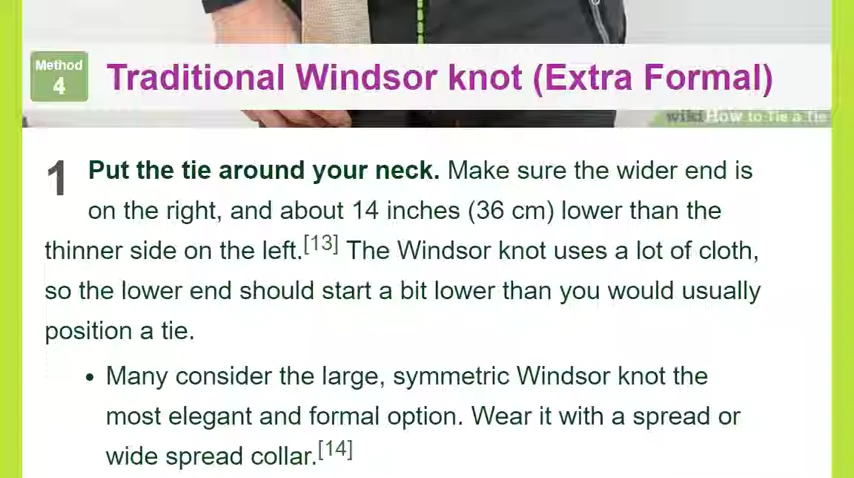 Method
4
Traditional Windsor knot (Extra Formal)
wikiHow to Tie a Tie
1 Put the tie around your neck. Make sure the wider end is
on the right, and about 14 inches (36 cm) lower than the
thinner side on the left.[13] The Windsor knot uses a lot of cloth,
so the lower end should start a bit lower than you would usually
position a tie.
• Many consider the large, symmetric Windsor knot the
most elegant and formal option. Wear it with a spread or
wide spread collar.[14]